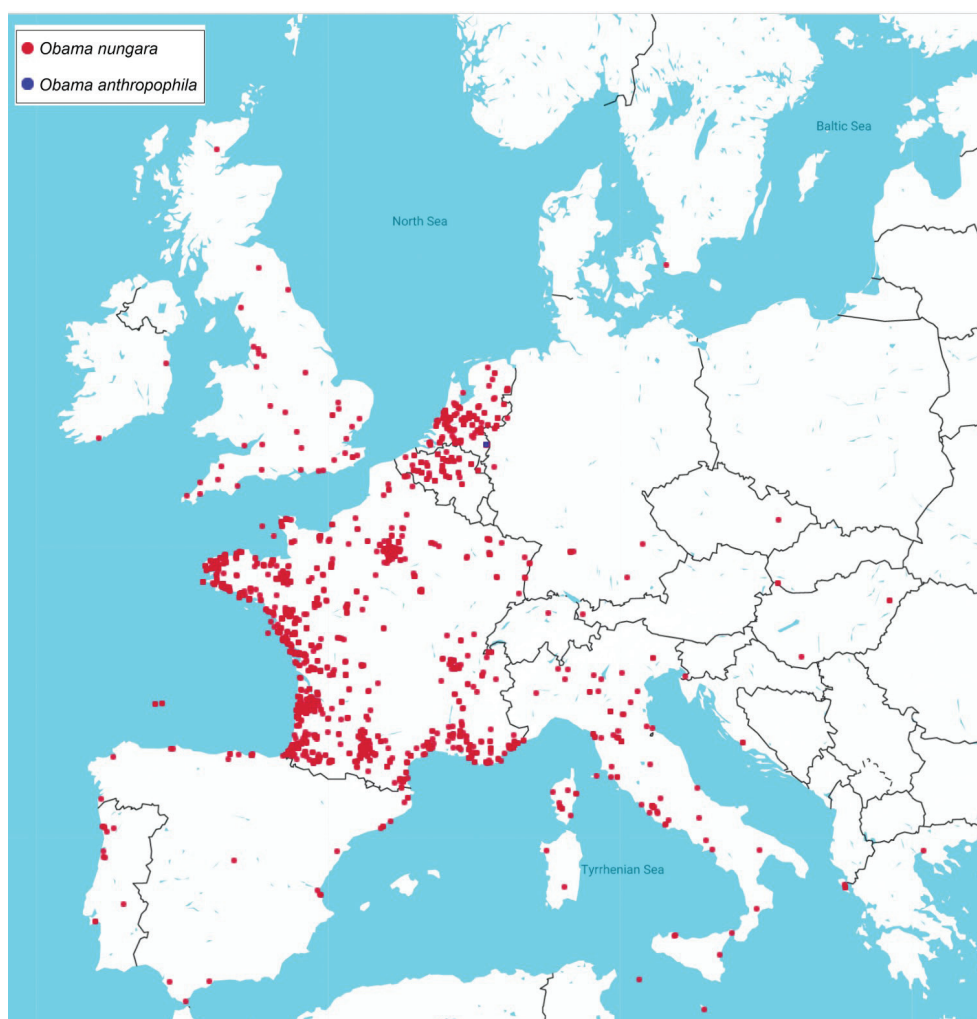 Obama nungara
Obama anthropophila
Baltic Sea
North Sea
Tyrrhenian Sea